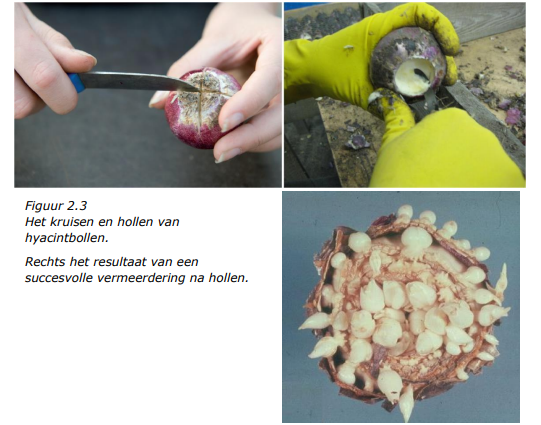 Figuur 2.3
Het kruisen en hollen van
hyacintbollen.
Rechts het resultaat van een
succesvolle vermeerdering na hollen.